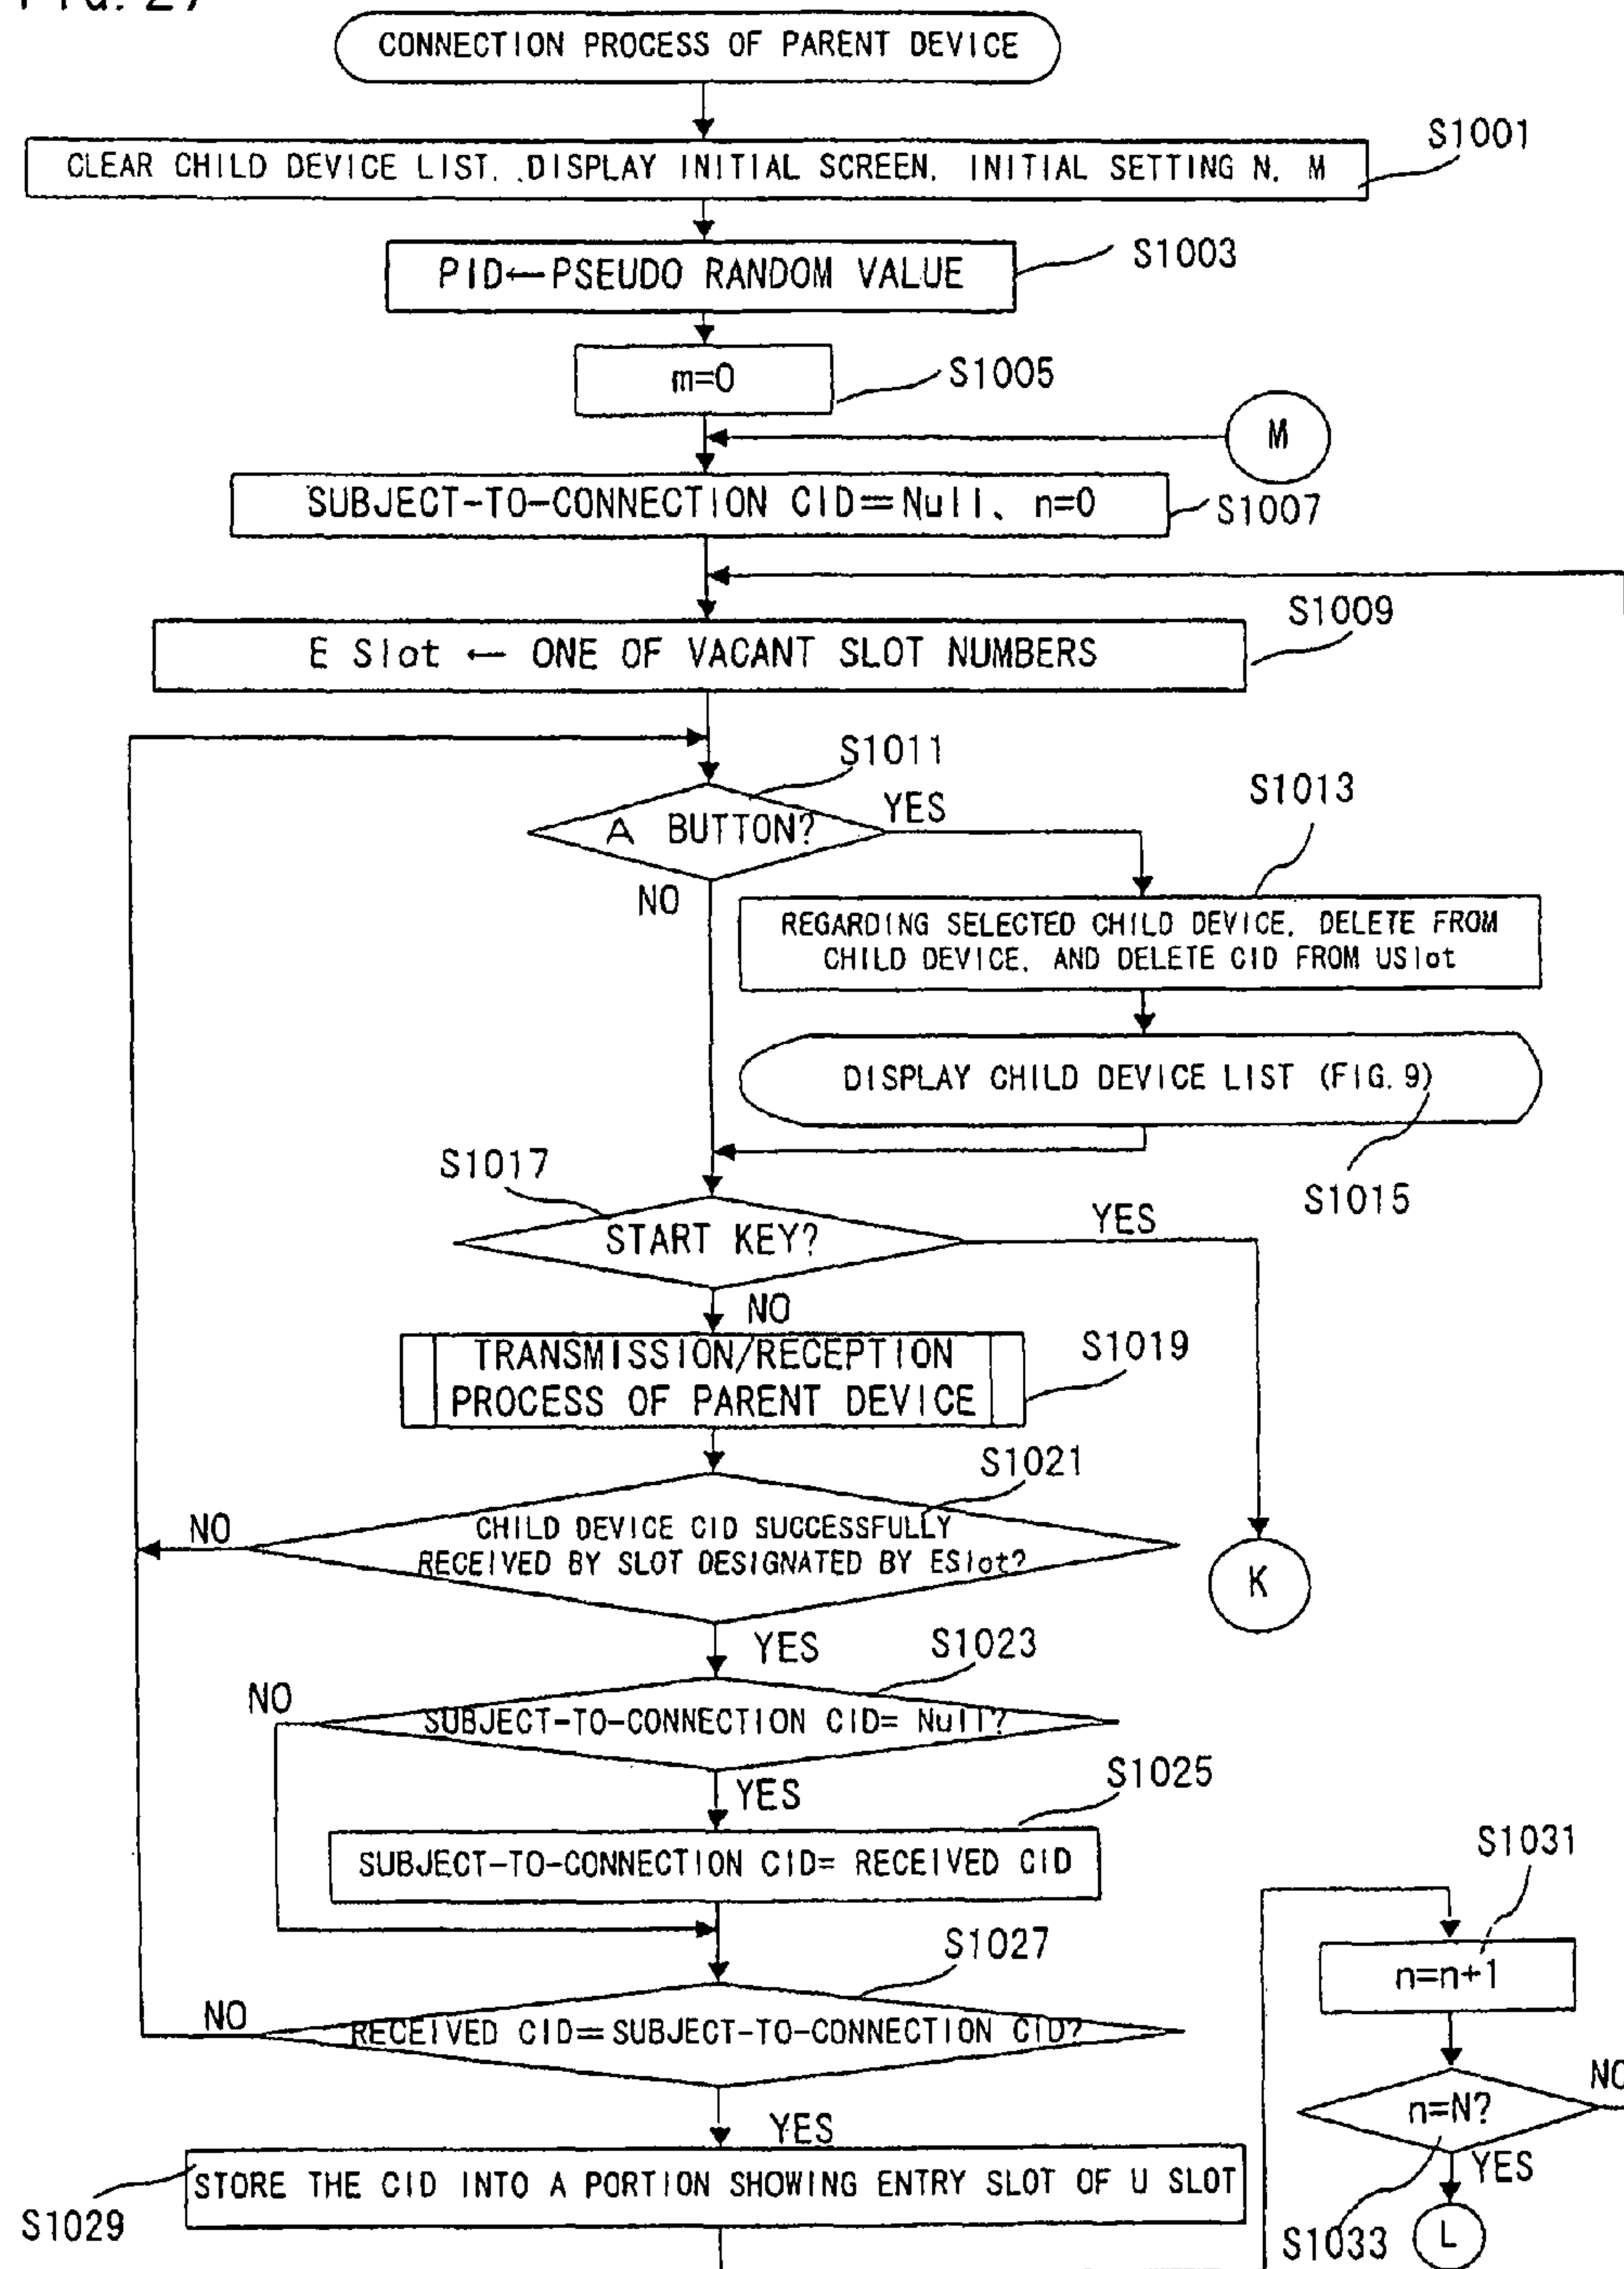 FIG. 27
CONNECTION PROCESS OF PARENT DEVICE
S1001
CLEAR CHILD DEVICE LIST, DISPLAY INITIAL SCREEN, INITIAL SETTING N, M
S1003
PID←PSEUDO RANDOM VALUE
m=0
S1005
M
SUBJECT-TO-CONNECTION CID=Null、n=0
S1007
S1009
E Slot ← ONE OF VACANT SLOT NUMBERS
S1011
A BUTTON?
YES
NO
S1013
REGARDING SELECTED CHILD DEVICE, DELETE FROM
CHILD DEVICE, AND DELETE CID FROM USlot
DISPLAY CHILD DEVICE LIST (FIG. 9)
S1015
S1017
START KEY?
YES
NO
TRANSMISSION/RECEPTION
PROCESS OF PARENT DEVICE
S1019
S1021
CHILD DEVICE CID SUCCESSFULLY
RECEIVED BY SLOT DESIGNATED BY ESlot?
NO
YES
K
S1023
NO
SUBJECT-TO-CONNECTION CID= Null?
YES
S1025
SUBJECT-TO-CONNECTION CID= RECEIVED CID
S1027
NO
RECEIVED CID=SUBJECT-TO-CONNECTION CID?
YES
STORE THE CID INTO A PORTION SHOWING ENTRY SLOT OF U SLOT
S1029
S1031
n=n+1
n=N?
NO
YES
S1033
L